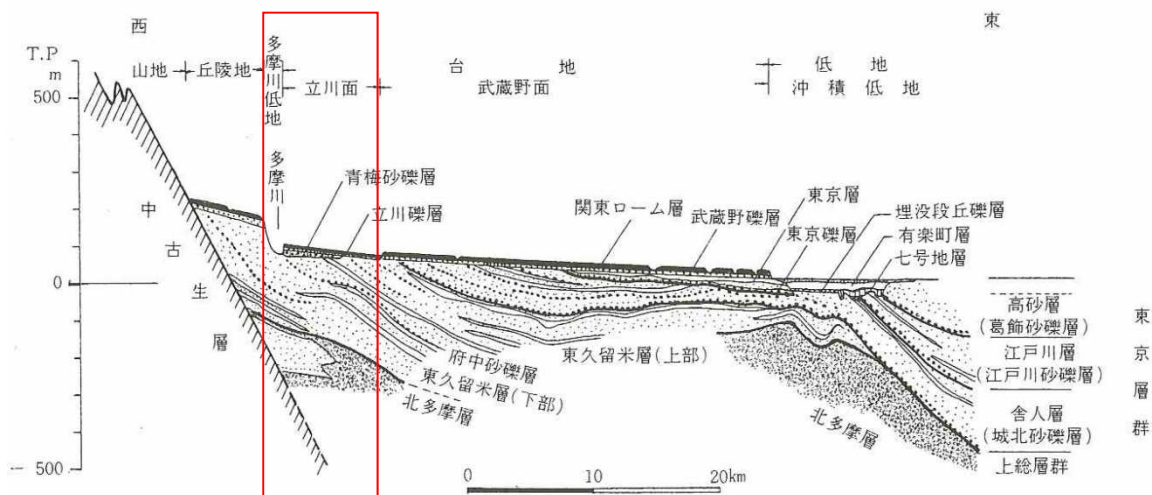 西
東
T.P
m
500
0
- 500
山地
丘陵地
多摩川低地
立川面
台地
武蔵野面
低地
沖積低地
多摩川
青梅砂礫層
立川礫層
関東ローム層
武蔵野礫層
東京層
東京礫層
埋没段丘礫層
有楽町層
七号地層
中古生層
府中砂礫層
東久留米層(下部)
北多摩層
東久留米層(上部)
北多摩層
高砂層
(葛飾砂礫層)
江戸川層
(江戸川砂礫層)
舎人層
(城北砂礫層)
上総層群
東京層群
0 10 20km